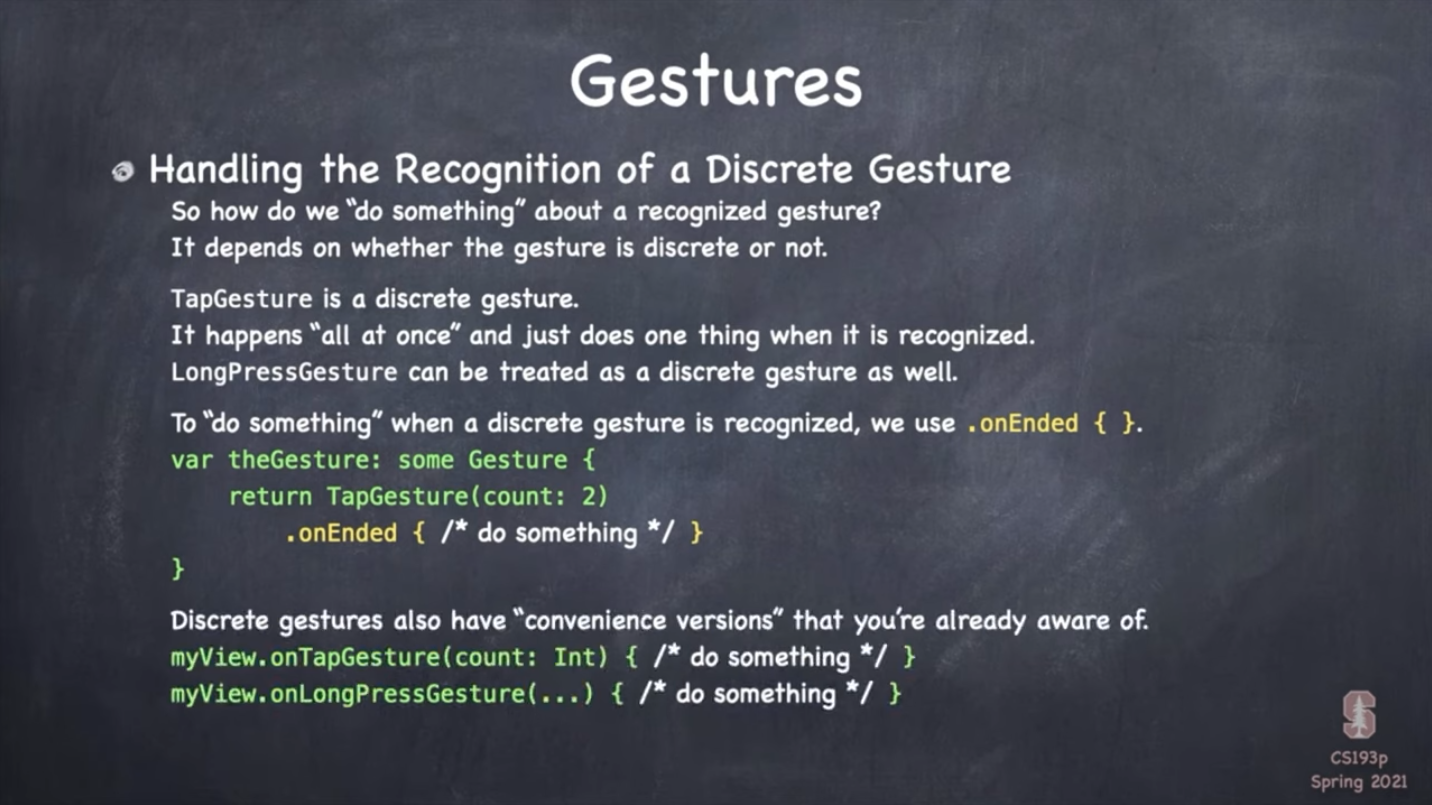 Gestures
Handling the Recognition of a Discrete Gesture
So how do we “do something” about a recognized gesture?
It depends on whether the gesture is discrete or not.
TapGesture is a discrete gesture.
It happens “all at once” and just does one thing when it is recognized.
LongPressGesture can be treated as a discrete gesture as well.
To “do something” when a discrete gesture is recognized, we use .onEnded { }.
var theGesture: some Gesture {
    return TapGesture(count: 2)
        .onEnded { /* do something */ }
}
Discrete gestures also have “convenience versions” that you’re already aware of.
myView.onTapGesture(count: Int) { /* do something */ }
myView.onLongPressGesture(...) { /* do something */ }
S
CS193p
Spring 2021